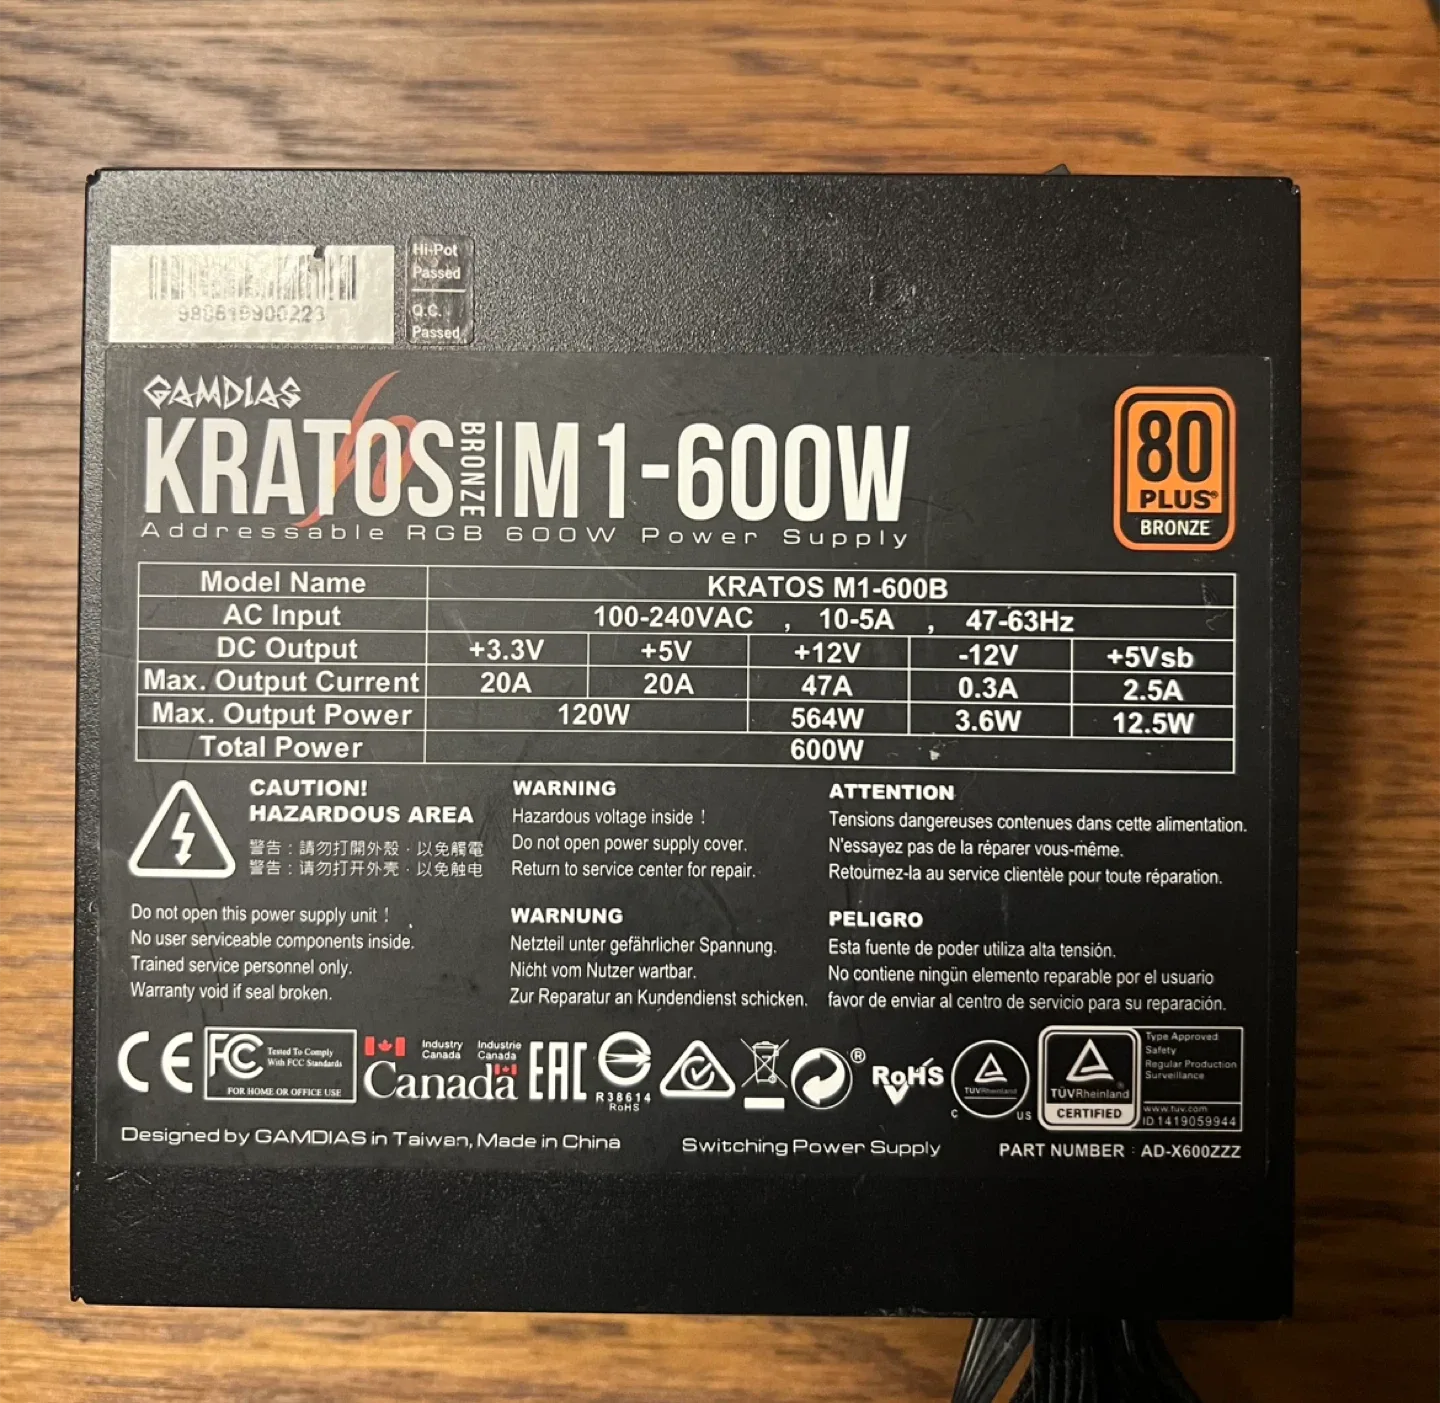 Hi-Pot
Passed
Q.C.
Passed
GAMDIAS
KRATOS BRONZE | M1-600W
Addressable RGB 600W Power Supply
80
PLUS®
BRONZE
Model Name KRATOS M1-600B
AC Input 100-240VAC , 10-5A , 47-63Hz
DC Output +3.3V +5V +12V -12V +5Vsb
Max. Output Current 20A 20A 47A 0.3A 2.5A
Max. Output Power 120W 564W 3.6W 12.5W
Total Power 600W
CAUTION!
HAZARDOUS AREA
警告：請勿打開外殼．以免觸電
警告：请勿打开外壳．以免触电
Do not open this power supply unit !
No user serviceable components inside.
Trained service personnel only.
Warranty void if seal broken.
WARNING
Hazardous voltage inside !
Do not open power supply cover.
Return to service center for repair.
WARNUNG
Netzteil unter gefährlicher Spannung.
Nicht vom Nutzer wartbar.
Zur Reparatur an Kundendienst schicken.
ATTENTION
Tensions dangereuses contenues dans cette alimentation.
N'essayez pas de la réparer vous-même.
Retournez-la au service clientèle pour toute réparation.
PELIGRO
Esta fuente de poder utiliza alta tensión.
No contiene ningün elemento reparable por el usuario
favor de enviar al centro de servicio para su reparación.
CE
FC
Tested To Comply
With FCC Standards
FOR HOME OR OFFICE USE
Industry Canada
Industrie Canada
Canada
EAC
R38614
RoHS
®
RoHS
TÜVRheinland
C US
TÜVRheinland®
CERTIFIED
Type Approved
Safety
Regular Production
Surveillance
www.tuv.com
ID 1419059944
Designed by GAMDIAS in Taiwan, Made in China
Switching Power Supply
PART NUMBER : AD-X600ZZZ